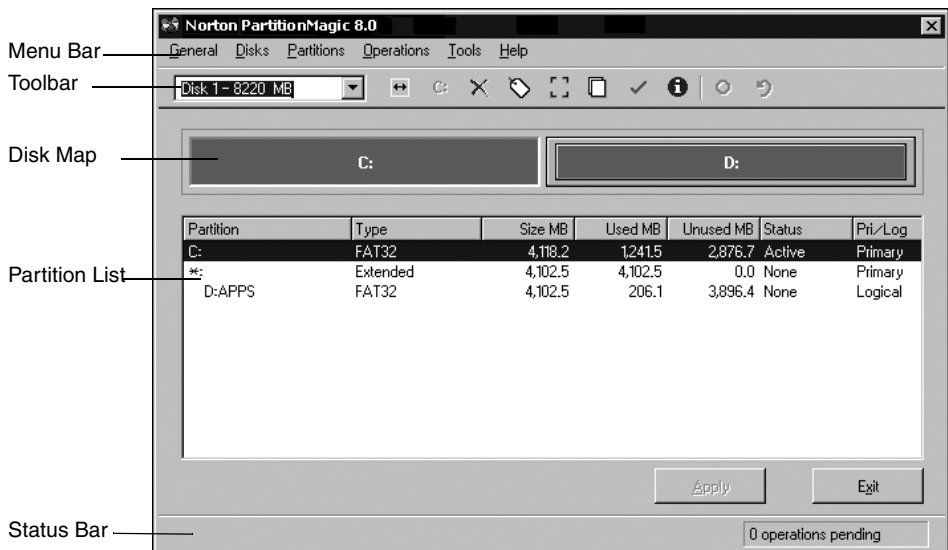 Norton PartitionMagic 8.0
Menu Bar
General Disks Partitions Operations Tools Help
Toolbar
Disk 1 - 8220 MB
C:
Disk Map
C: D:
Partition Type Size MB Used MB Unused MB Status Pri/Log
C: FAT32 4,118.2 1,241.5 2,876.7 Active Primary
Partition List
*: Extended 4,102.5 4,102.5 0.0 None Primary
D:APPS FAT32 4,102.5 206.1 3,896.4 None Logical
Apply Exit
Status Bar
0 operations pending